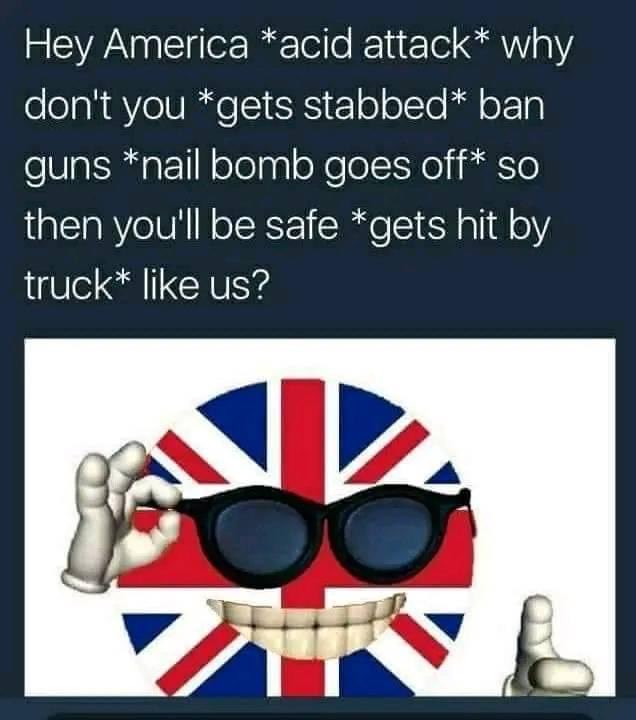 Hey America *acid attack* why
don't you *gets stabbed* ban
guns *nail bomb goes off* so
then you'll be safe *gets hit by
truck* like us?